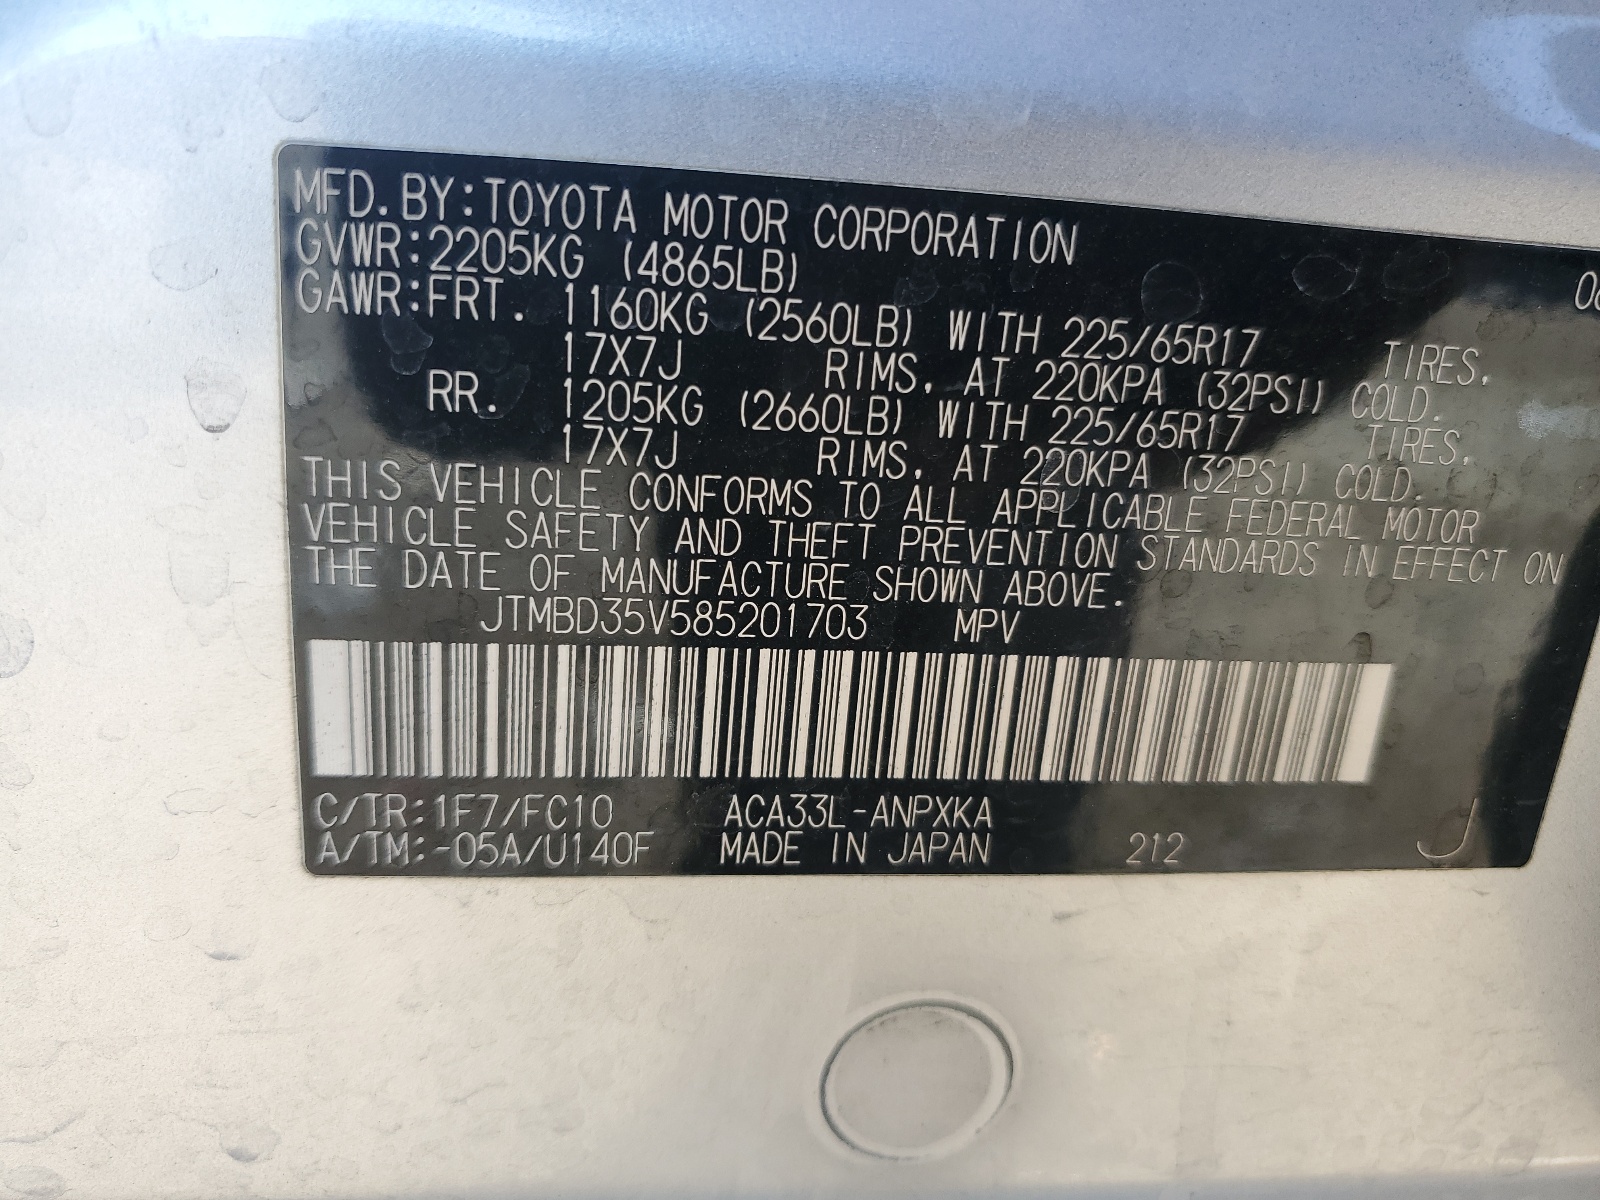 MFD. BY: TOYOTA MOTOR CORPORATION
GVWR: 2205KG (4865LB)
GAWR: FRT. 1160KG (2560LB) WITH 225/65R17 TIRES,
17X7J RIMS, AT 220KPA (32PSI) COLD.
RR. 1205KG (2660LB) WITH 225/65R17 TIRES,
17X7J RIMS, AT 220KPA (32PSI) COLD.
THIS VEHICLE CONFORMS TO ALL APPLICABLE FEDERAL MOTOR
VEHICLE SAFETY AND THEFT PREVENTION STANDARDS IN EFFECT ON
THE DATE OF MANUFACTURE SHOWN ABOVE.
JTMBD35V585201703 MPV
C/TR: 1F7/FC10 ACA33L-ANPXKA
A/TM: -05A/U140F MADE IN JAPAN 212 J